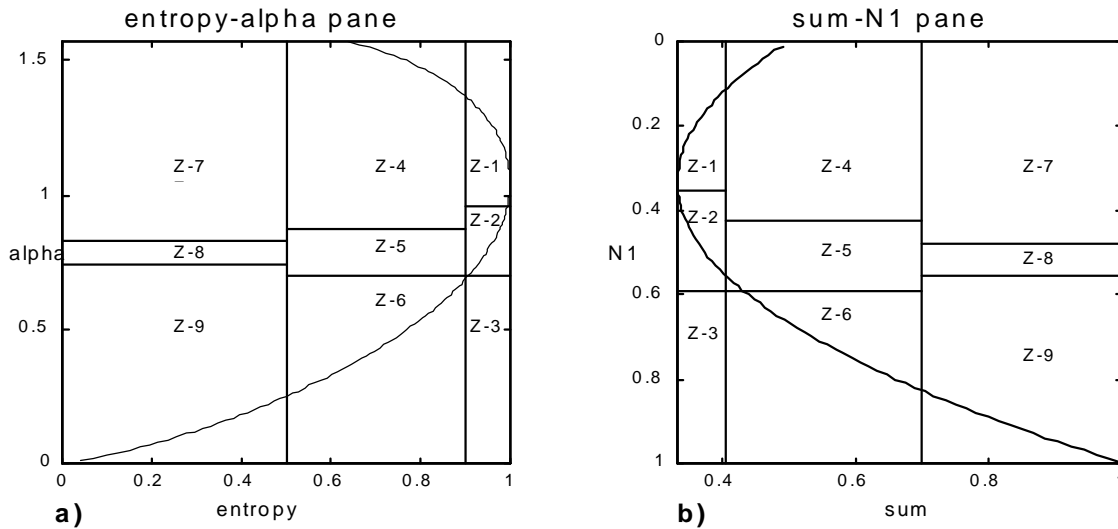 entropy-alpha pane
1.5
1
alpha
0.5
0
Z-7
Z-4
Z-1
Z-2
Z-8
Z-5
Z-9
Z-6
Z-3
0
0.2
0.4
0.6
0.8
1
a)
entropy
sum-N1 pane
0
0.2
0.4
N1
0.6
0.8
1
Z-1
Z-4
Z-7
Z-2
Z-5
Z-8
Z-3
Z-6
Z-9
0.4
0.6
0.8
b)
sum